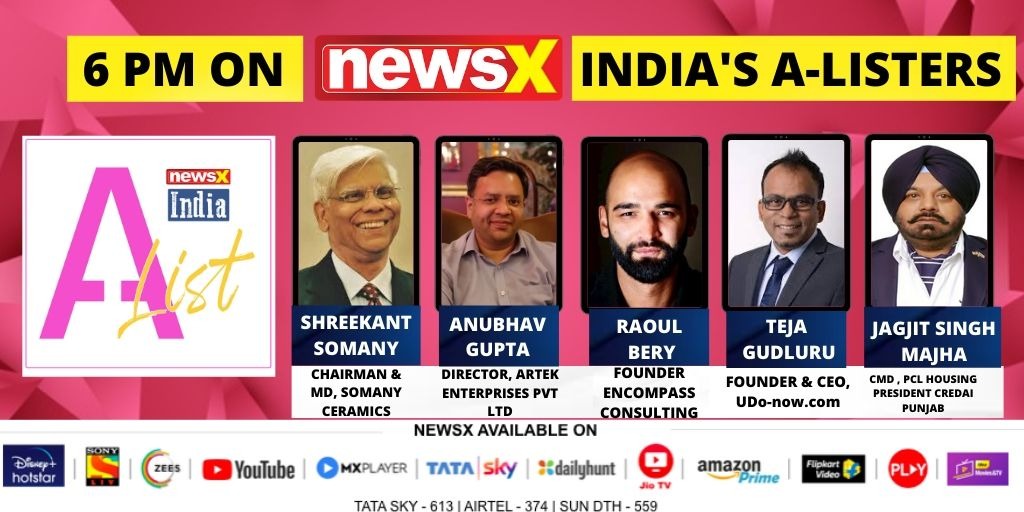 6 PM ON newsX INDIA'S A-LISTERS
newsX
India
A
List
SHREEKANT
SOMANY
CHAIRMAN &
MD, SOMANY
CERAMICS
ANUBHAV
GUPTA
DIRECTOR, ARTEK
ENTERPRISES PVT
LTD
RAOUL
BERY
FOUNDER
ENCOMPASS
CONSULTING
TEJA
GUDLURU
FOUNDER & CEO,
UDo-now.com
JAGJIT SINGH
MAJHA
CMD , PCL HOUSING
PRESIDENT CREDAI
PUNJAB
NEWSX AVAILABLE ON
Disney+
hotstar
SONY
LIV
ZEE5
YouTube
MXPLAYER
TATA sky
dailyhunt
Jio TV
amazon
Prime
Flipkart
Video
PLAY
Movies&TV
TATA SKY - 613 | AIRTEL - 374 | SUN DTH - 559